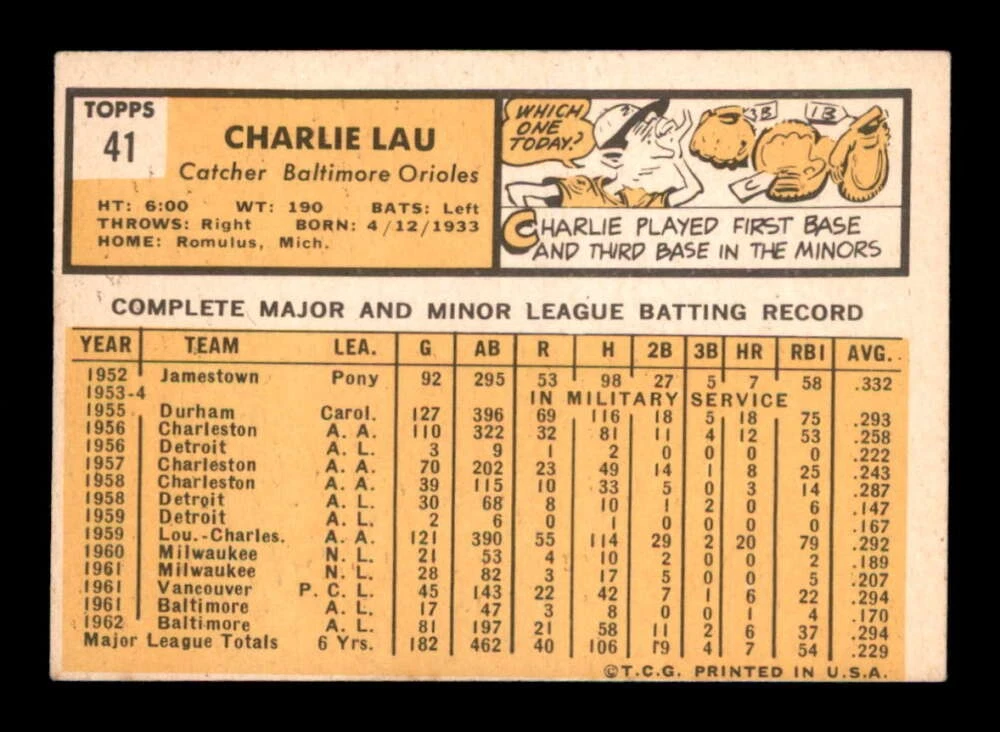 TOPPS
41
CHARLIE LAU
Catcher Baltimore Orioles
HT: 6:00 WT: 190 BATS: Left
THROWS: Right BORN: 4/12/1933
HOME: Romulus, Mich.
WHICH
ONE
TODAY?
3B
1B
C
CHARLIE PLAYED FIRST BASE
AND THIRD BASE IN THE MINORS
COMPLETE MAJOR AND MINOR LEAGUE BATTING RECORD
YEAR TEAM LEA. G AB R H 2B 3B HR RBI AVG.
1952 Jamestown Pony 92 295 53 98 27 5 7 58 .332
1953-4 IN MILITARY SERVICE
1955 Durham Carol. 127 396 69 116 18 5 18 75 .293
1956 Charleston A. A. 110 322 32 81 11 4 12 53 .258
1956 Detroit A. L. 3 9 1 2 0 0 0 0 .222
1957 Charleston A. A. 70 202 23 49 14 1 8 25 .243
1958 Charleston A. A. 39 115 10 33 5 0 3 14 .287
1958 Detroit A. L. 30 68 8 10 1 2 0 6 .147
1959 Detroit A. L. 2 6 0 1 0 0 0 0 .167
1959 Lou.-Charles. A. A. 121 390 55 114 29 2 20 79 .292
1960 Milwaukee N. L. 21 53 4 10 2 0 0 2 .189
1961 Milwaukee N. L. 28 82 3 17 5 0 0 5 .207
1961 Vancouver P. C. L. 45 143 22 42 7 1 6 22 .294
1961 Baltimore A. L. 17 47 3 8 0 0 1 4 .170
1962 Baltimore A. L. 81 197 21 58 11 2 6 37 .294
Major League Totals 6 Yrs. 182 462 40 106 19 4 7 54 .229
©T.C.G. PRINTED IN U.S.A.